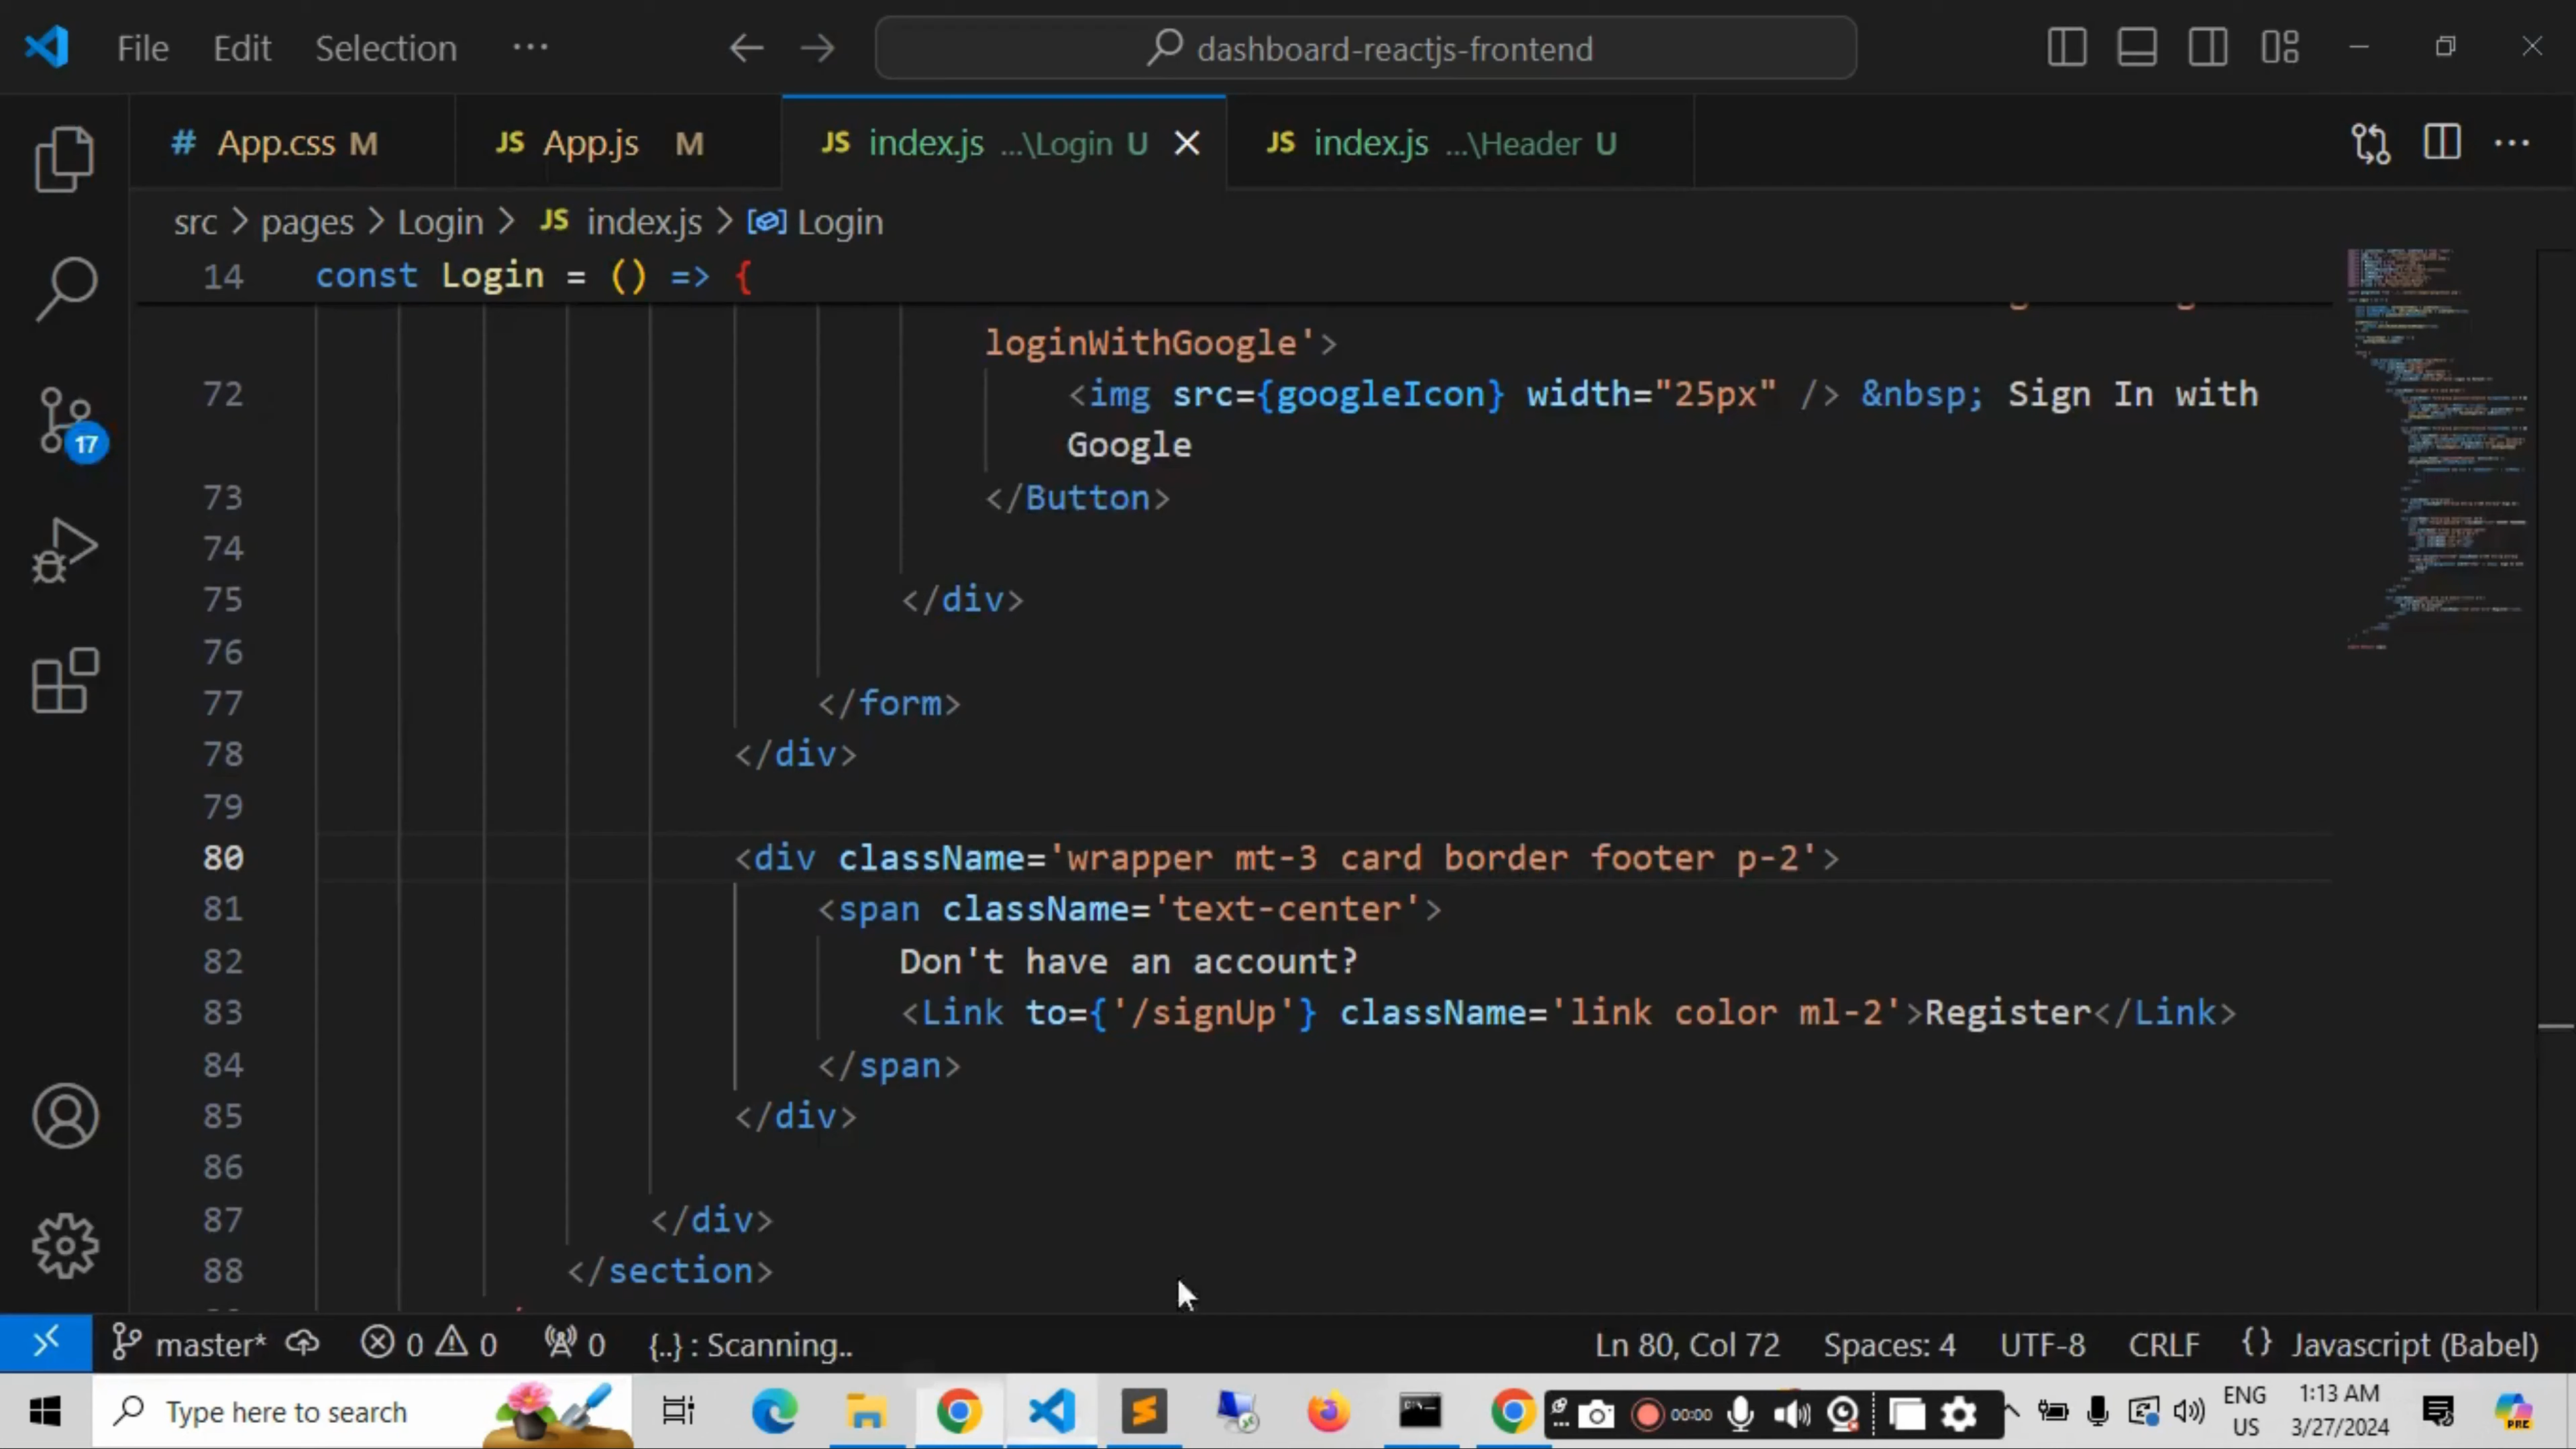 File Edit Selection ··· dashboard-reactjs-frontend
# App.css M JS App.js M JS index.js ...\Login U JS index.js ...\Header U
src > pages > Login > JS index.js > Login
14 const Login = () => {
loginWithGoogle'>
72 <img src={googleIcon} width="25px" /> &nbsp; Sign In with
Google
73 </Button>
74
75 </div>
76
77 </form>
78 </div>
79
80 <div className='wrapper mt-3 card border footer p-2'>
81 <span className='text-center'>
82 Don't have an account?
83 <Link to={'/signUp'} className='link color ml-2'>Register</Link>
84 </span>
85 </div>
86
87 </div>
88 </section>
17
master* 0 0 0 {..} : Scanning.. Ln 80, Col 72 Spaces: 4 UTF-8 CRLF {} Javascript (Babel)
Type here to search 00:00 ENG US 1:13 AM 3/27/2024 PRE